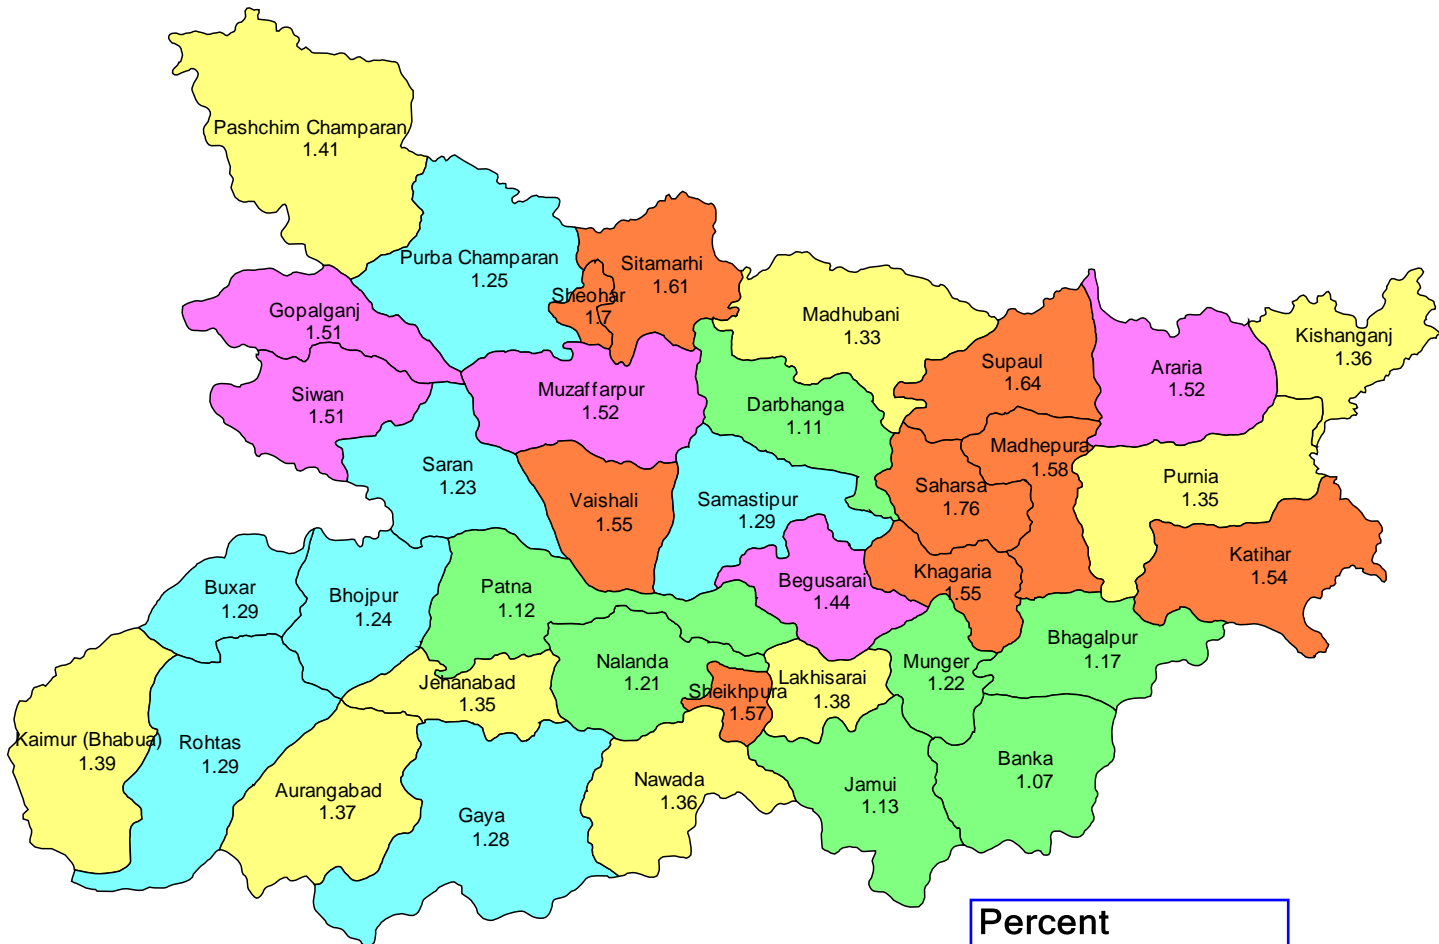 Pashchim Champaran
1.41
Purba Champaran
1.25
Sitamarhi
1.61
Sheohar
1.7
Gopalganj
1.51
Madhubani
1.33
Kishanganj
1.36
Siwan
1.51
Muzaffarpur
1.52
Darbhanga
1.11
Supaul
1.64
Araria
1.52
Madhepura
1.58
Saran
1.23
Vaishali
1.55
Samastipur
1.29
Saharsa
1.76
Purnia
1.35
Katihar
1.54
Buxar
1.29
Bhojpur
1.24
Patna
1.12
Begusarai
1.44
Khagaria
1.55
Bhagalpur
1.17
Jehanabad
1.35
Nalanda
1.21
Sheikhpura
1.57
Lakhisarai
1.38
Munger
1.22
Kaimur (Bhabua)
1.39
Rohtas
1.29
Aurangabad
1.37
Gaya
1.28
Nawada
1.36
Jamui
1.13
Banka
1.07
Percent